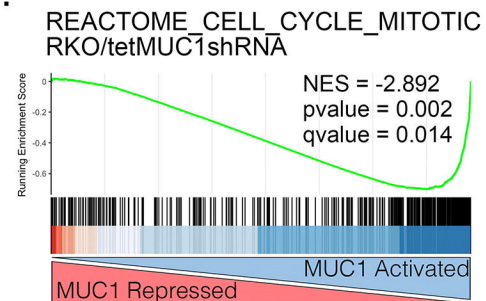 REACTOME_CELL_CYCLE_MITOTIC
RKO/tetMUC1shRNA
NES = -2.892
pvalue = 0.002
qvalue = 0.014
Running Enrichment Score
0
-0.2
-0.4
-0.6
MUC1 Activated
MUC1 Repressed